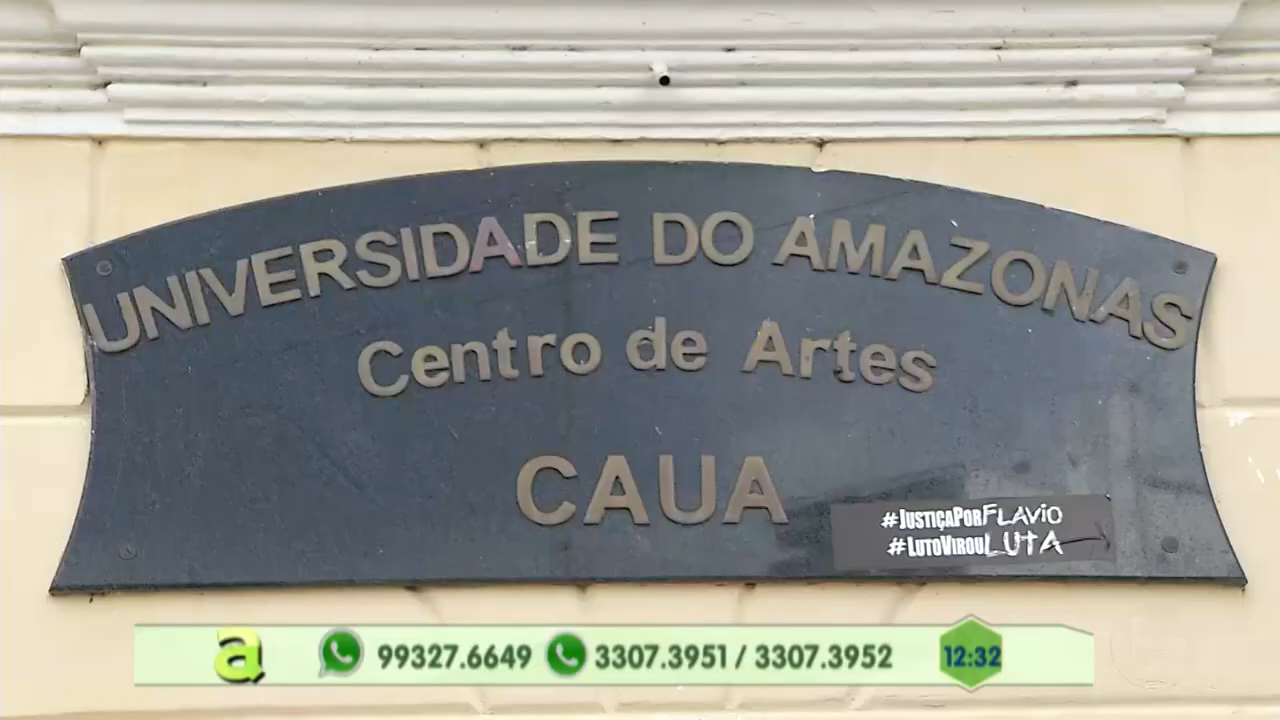 UNIVERSIDADE DO AMAZONAS
Centro de Artes
CAUA
#JUSTIÇAPORFLAVIO
#LUTOVIROULUTA
a 99327.6649 3307.3951 / 3307.3952 12:32